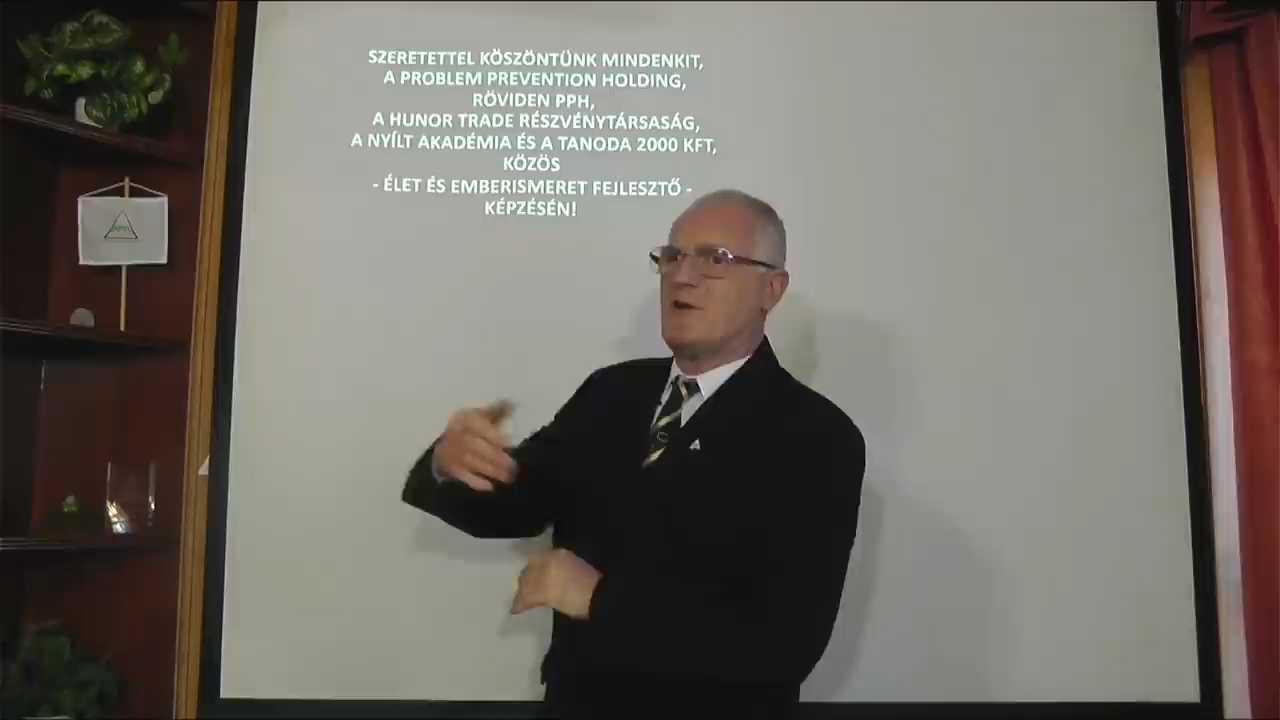 SZERETETTEL KÖSZÖNTÜNK MINDENKIT,
A PROBLEM PREVENTION HOLDING,
RÖVIDEN PPH,
A HUNOR TRADE RÉSZVÉNYTÁRSASÁG,
A NYÍLT AKADÉMIA ÉS A TANODA 2000 KFT,
KÖZÖS
- ÉLET ÉS EMBERISMERET FEJLESZTŐ -
KÉPZÉSÉN!